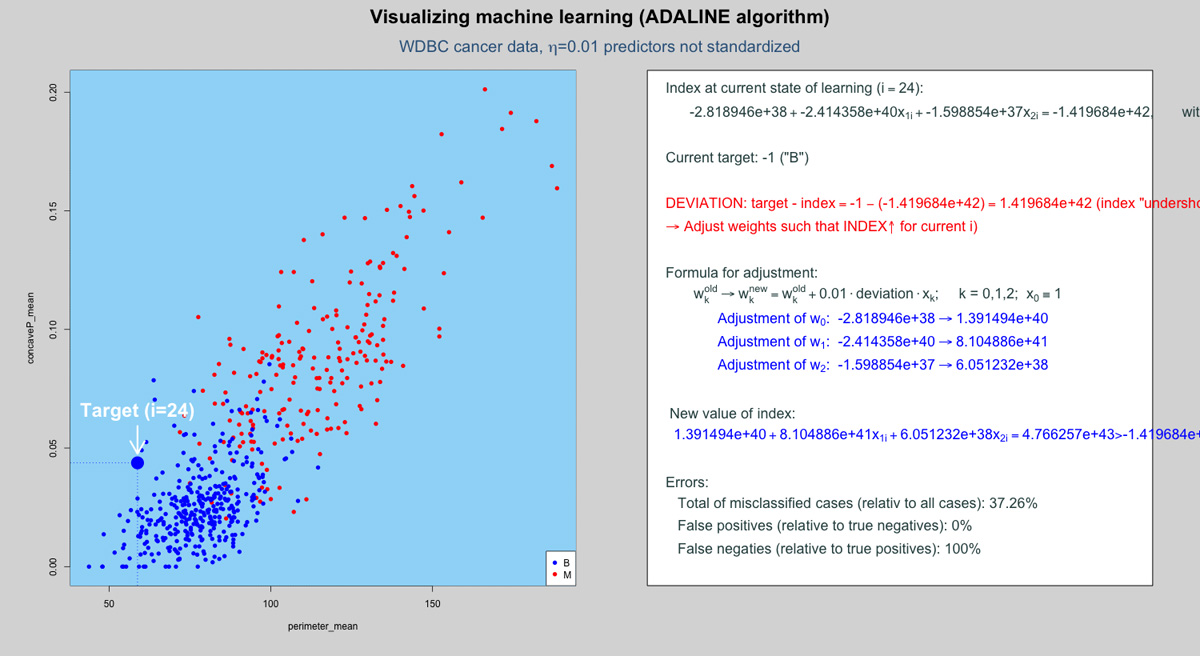 Visualizing machine learning (ADALINE algorithm)
WDBC cancer data, η=0.01 predictors not standardized
0.20
0.15
0.10
0.05
0.00
concaveP_mean
Target (i=24)
B
M
50
100
150
perimeter_mean
Index at current state of learning (i = 24):
-2.818946e+38 + -2.414358e+40x₁ᵢ + -1.598854e+37x₂ᵢ = -1.419684e+42, wit
Current target: -1 ("B")
DEVIATION: target - index = -1 − (-1.419684e+42) = 1.419684e+42 (index "undersho
→ Adjust weights such that INDEX↑ for current i)
Formula for adjustment:
wₖᵒˡᵈ → wₖⁿᵉʷ = wₖᵒˡᵈ + 0.01 · deviation · xₖ; k = 0,1,2; x₀ ≡ 1
Adjustment of w₀: -2.818946e+38 → 1.391494e+40
Adjustment of w₁: -2.414358e+40 → 8.104886e+41
Adjustment of w₂: -1.598854e+37 → 6.051232e+38
New value of index:
1.391494e+40 + 8.104886e+41x₁ᵢ + 6.051232e+38x₂ᵢ = 4.766257e+43>-1.419684e+
Errors:
Total of misclassified cases (relativ to all cases): 37.26%
False positives (relative to true negatives): 0%
False negaties (relative to true positives): 100%